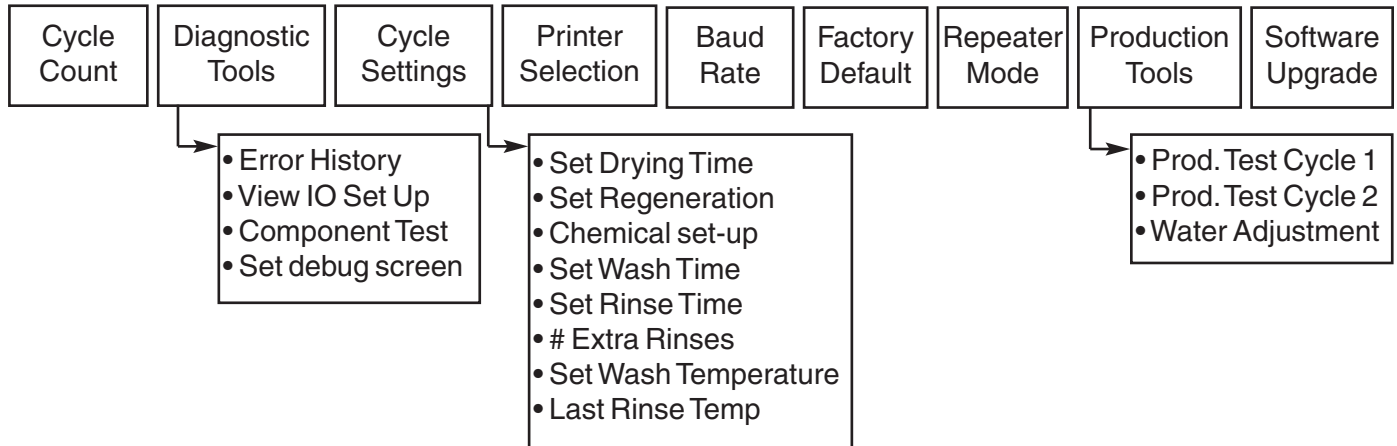 Cycle
Count
Diagnostic
Tools
Cycle
Settings
Printer
Selection
Baud
Rate
Factory
Default
Repeater
Mode
Production
Tools
Software
Upgrade
• Error History
• View IO Set Up
• Component Test
• Set debug screen
• Set Drying Time
• Set Regeneration
• Chemical set-up
• Set Wash Time
• Set Rinse Time
• # Extra Rinses
• Set Wash Temperature
• Last Rinse Temp
• Prod. Test Cycle 1
• Prod. Test Cycle 2
• Water Adjustment